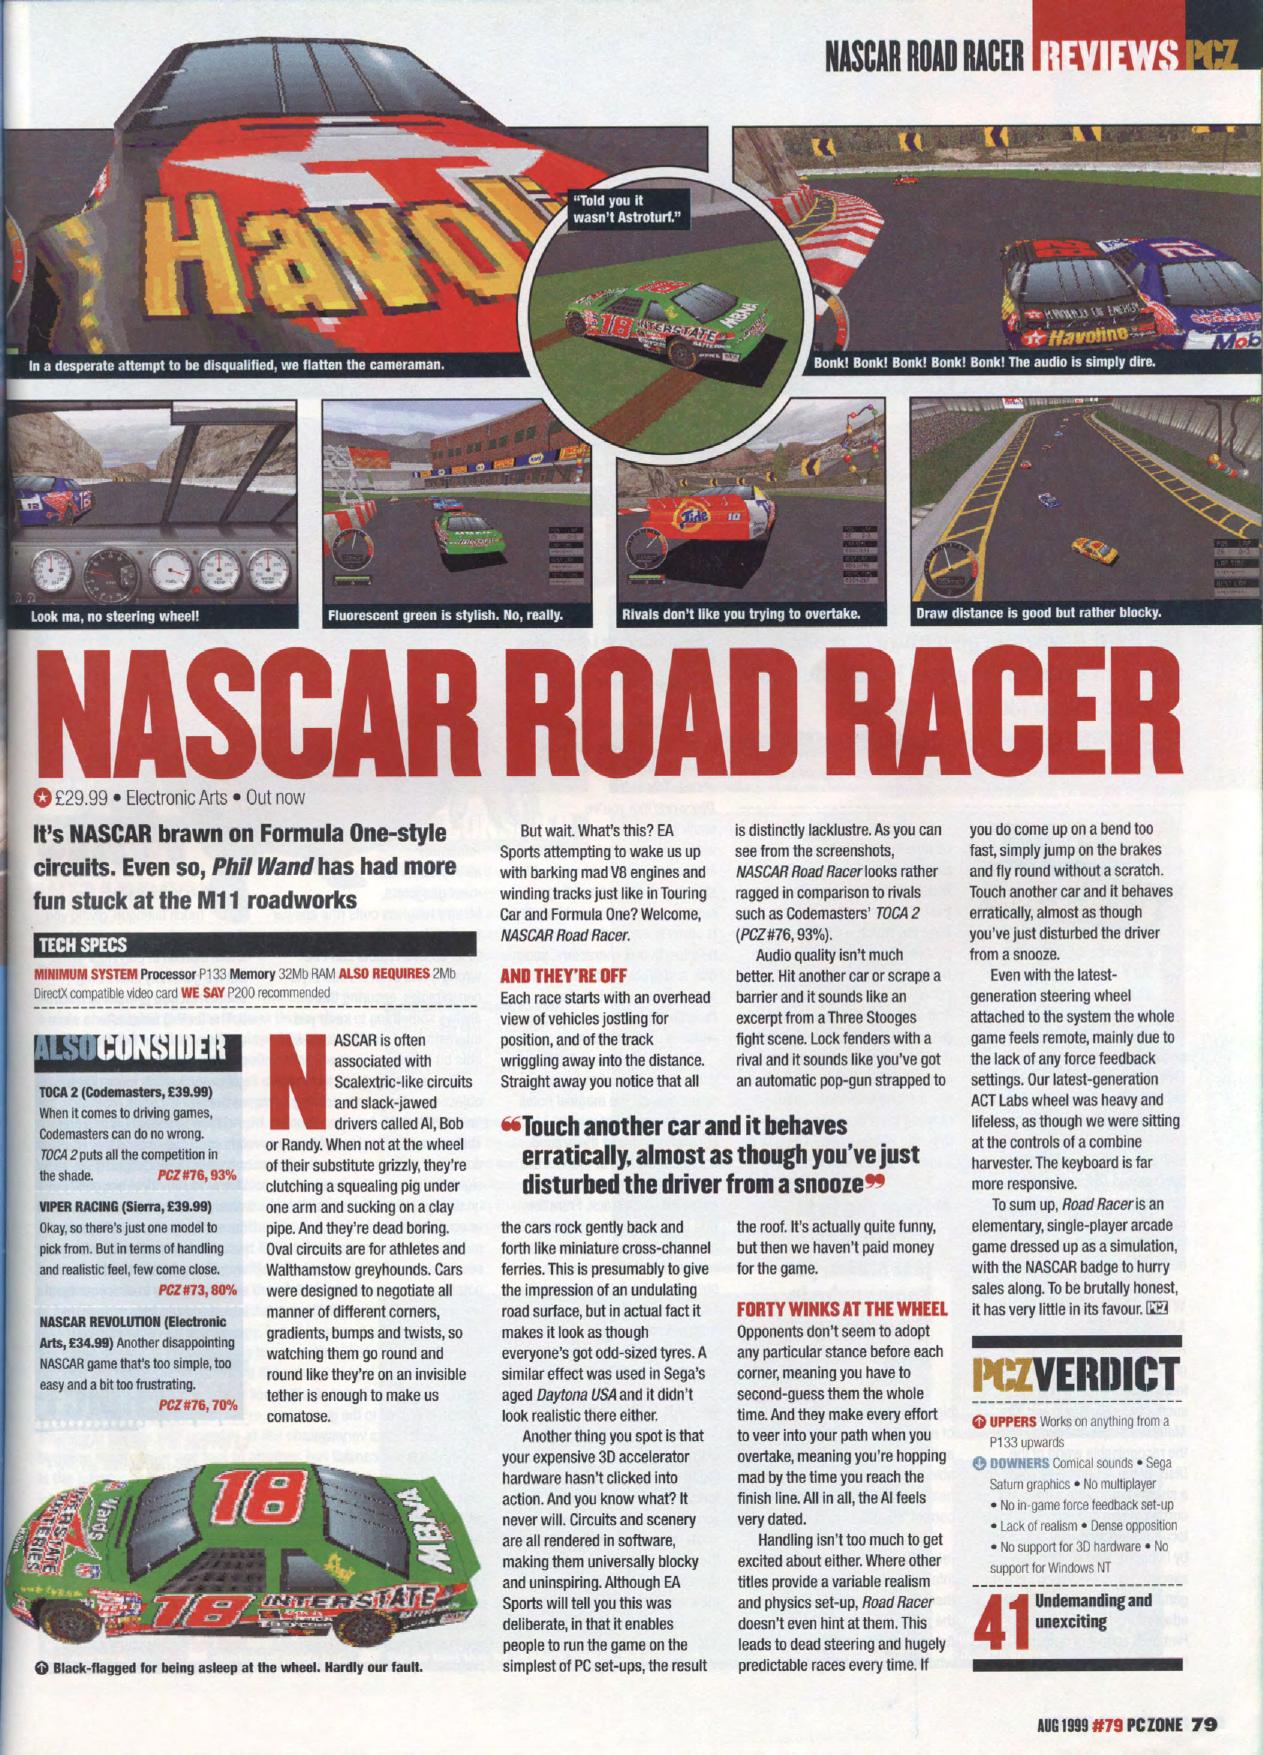 NASCAR ROAD RACER REVIEWS PCZ
Havoli
"Told you it
wasn't Astroturf."
18 INTERSTATE MBNA
28 12
Havoline
Mob
In a desperate attempt to be disqualified, we flatten the cameraman.
Bonk! Bonk! Bonk! Bonk! Bonk! The audio is simply dire.
12
Tide 10
Look ma, no steering wheel!
Fluorescent green is stylish. No, really.
Rivals don't like you trying to overtake.
Draw distance is good but rather blocky.
NASCAR ROAD RACER
£29.99 • Electronic Arts • Out now
It's NASCAR brawn on Formula One-style
circuits. Even so, Phil Wand has had more
fun stuck at the M11 roadworks
TECH SPECS
MINIMUM SYSTEM Processor P133 Memory 32Mb RAM ALSO REQUIRES 2Mb
DirectX compatible video card WE SAY P200 recommended
ALSO CONSIDER
TOCA 2 (Codemasters, £39.99)
When it comes to driving games,
Codemasters can do no wrong.
TOCA 2 puts all the competition in
the shade. PCZ #76, 93%
VIPER RACING (Sierra, £39.99)
Okay, so there's just one model to
pick from. But in terms of handling
and realistic feel, few come close.
PCZ #73, 80%
NASCAR REVOLUTION (Electronic
Arts, £34.99) Another disappointing
NASCAR game that's too simple, too
easy and a bit too frustrating.
PCZ #76, 70%
NASCAR is often
associated with
Scalextric-like circuits
and slack-jawed
drivers called Al, Bob
or Randy. When not at the wheel
of their substitute grizzly, they're
clutching a squealing pig under
one arm and sucking on a clay
pipe. And they're dead boring.
Oval circuits are for athletes and
Walthamstow greyhounds. Cars
were designed to negotiate all
manner of different corners,
gradients, bumps and twists, so
watching them go round and
round like they're on an invisible
tether is enough to make us
comatose.
18 Wards WBNA
INTERSTATE BATTERIES
18 INTERSTATE
Black-flagged for being asleep at the wheel. Hardly our fault.
But wait. What's this? EA
Sports attempting to wake us up
with barking mad V8 engines and
winding tracks just like in Touring
Car and Formula One? Welcome,
NASCAR Road Racer.
AND THEY'RE OFF
Each race starts with an overhead
view of vehicles jostling for
position, and of the track
wriggling away into the distance.
Straight away you notice that all
“Touch another car and it behaves
erratically, almost as though you've just
disturbed the driver from a snooze”
the cars rock gently back and
forth like miniature cross-channel
ferries. This is presumably to give
the impression of an undulating
road surface, but in actual fact it
makes it look as though
everyone's got odd-sized tyres. A
similar effect was used in Sega's
aged Daytona USA and it didn't
look realistic there either.
Another thing you spot is that
your expensive 3D accelerator
hardware hasn't clicked into
action. And you know what? It
never will. Circuits and scenery
are all rendered in software,
making them universally blocky
and uninspiring. Although EA
Sports will tell you this was
deliberate, in that it enables
people to run the game on the
simplest of PC set-ups, the result
is distinctly lacklustre. As you can
see from the screenshots,
NASCAR Road Racer looks rather
ragged in comparison to rivals
such as Codemasters' TOCA 2
(PCZ #76, 93%).
Audio quality isn't much
better. Hit another car or scrape a
barrier and it sounds like an
excerpt from a Three Stooges
fight scene. Lock fenders with a
rival and it sounds like you've got
an automatic pop-gun strapped to
the roof. It's actually quite funny,
but then we haven't paid money
for the game.
FORTY WINKS AT THE WHEEL
Opponents don't seem to adopt
any particular stance before each
corner, meaning you have to
second-guess them the whole
time. And they make every effort
to veer into your path when you
overtake, meaning you're hopping
mad by the time you reach the
finish line. All in all, the AI feels
very dated.
Handling isn't too much to get
excited about either. Where other
titles provide a variable realism
and physics set-up, Road Racer
doesn't even hint at them. This
leads to dead steering and hugely
predictable races every time. If
you do come up on a bend too
fast, simply jump on the brakes
and fly round without a scratch.
Touch another car and it behaves
erratically, almost as though
you've just disturbed the driver
from a snooze.
Even with the latest-
generation steering wheel
attached to the system the whole
game feels remote, mainly due to
the lack of any force feedback
settings. Our latest-generation
ACT Labs wheel was heavy and
lifeless, as though we were sitting
at the controls of a combine
harvester. The keyboard is far
more responsive.
To sum up, Road Racer is an
elementary, single-player arcade
game dressed up as a simulation,
with the NASCAR badge to hurry
sales along. To be brutally honest,
it has very little in its favour. PCZ
PCZVERDICT
UPPERS Works on anything from a
P133 upwards
DOWNERS Comical sounds • Sega
Saturn graphics • No multiplayer
• No in-game force feedback set-up
• Lack of realism • Dense opposition
• No support for 3D hardware • No
support for Windows NT
41 Undemanding and
unexciting
AUG 1999 #79 PC ZONE 79